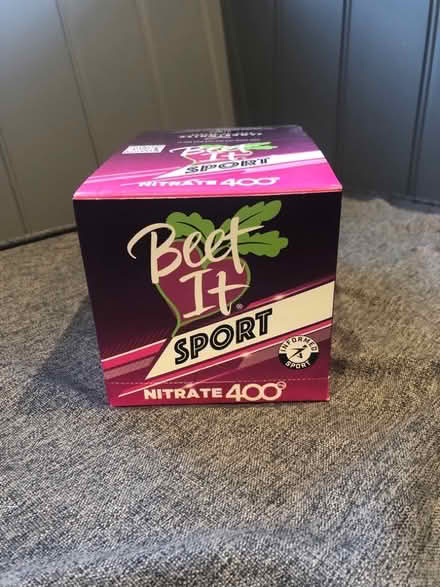 Beet
It
SPORT
NITRATE 400
Beet
It®
SPORT
INFORMED
SPORT
NITRATE 400